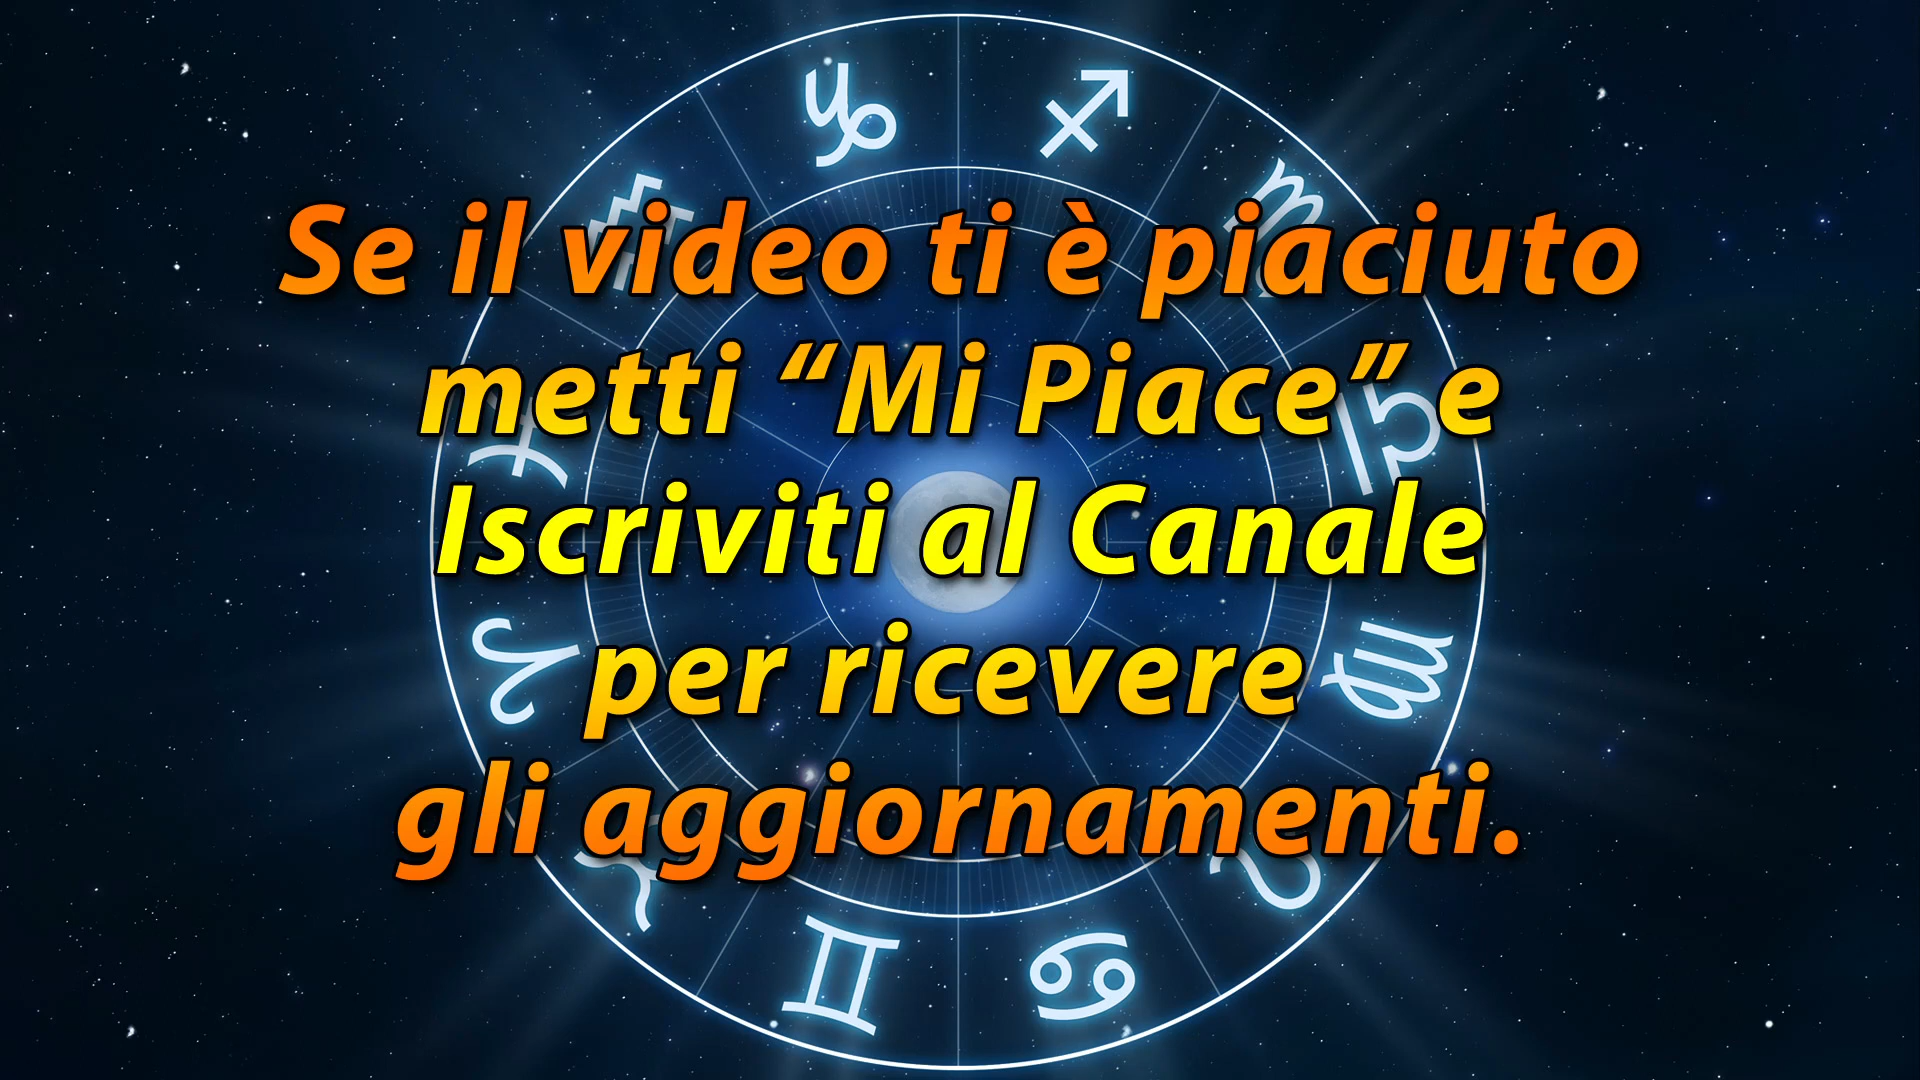 Se il video ti è piaciuto
metti “Mi Piace” e
Iscriviti al Canale
per ricevere
gli aggiornamenti.